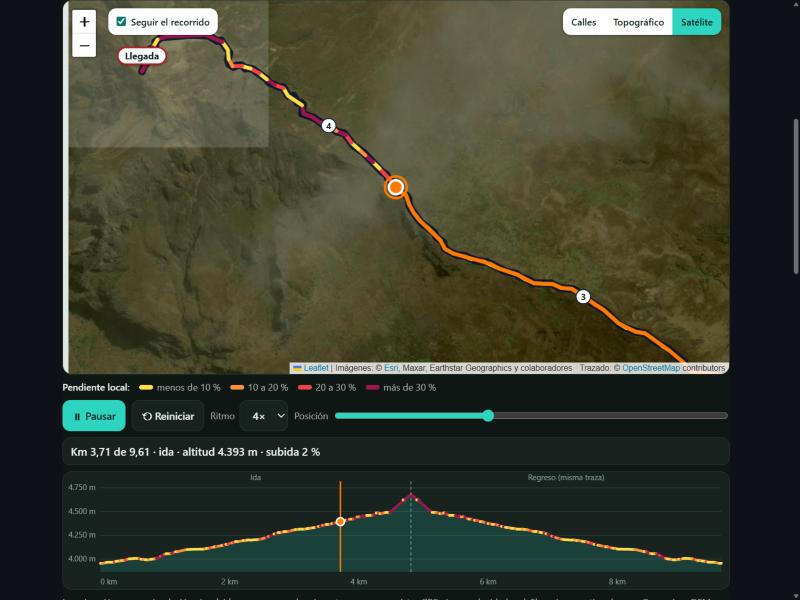 +
−
Seguir el recorrido
Calles
Topográfico
Satélite
Llegada
4
3
Leaflet | Imágenes: © Esri, Maxar, Earthstar Geographics y colaboradores · Trazado: © OpenStreetMap contributors
Pendiente local: menos de 10 % 10 a 20 % 20 a 30 % más de 30 %
Pausar Reiniciar Ritmo 4× Posición
Km 3,71 de 9,61 · ida · altitud 4.393 m · subida 2 %
Ida Regreso (misma traza)
4.750 m
4.500 m
4.250 m
4.000 m
0 km 2 km 4 km 6 km 8 km